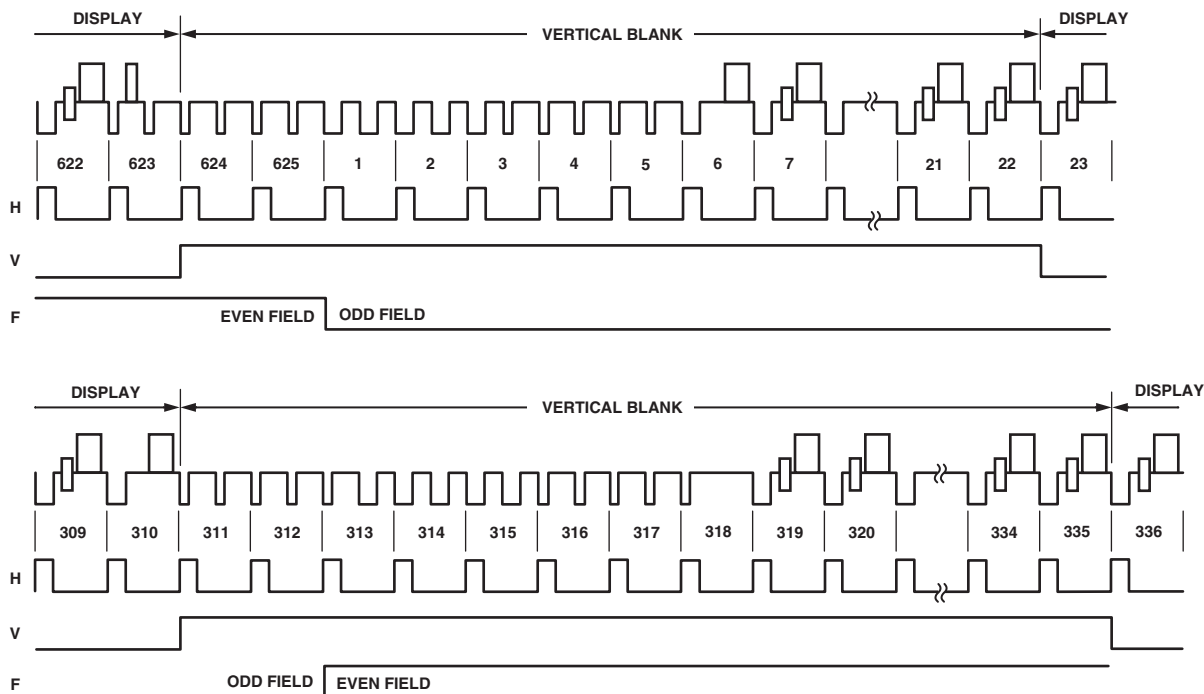 DISPLAY VERTICAL BLANK DISPLAY
622 623 624 625 1 2 3 4 5 6 7 21 22 23
H
V
F EVEN FIELD ODD FIELD
DISPLAY VERTICAL BLANK DISPLAY
309 310 311 312 313 314 315 316 317 318 319 320 334 335 336
H
V
F ODD FIELD EVEN FIELD